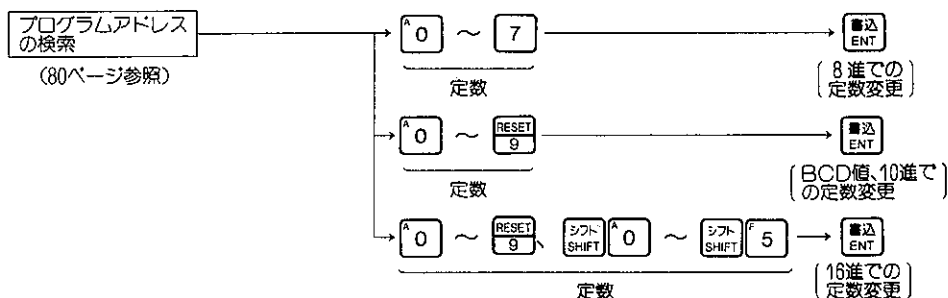 プログラムアドレス
の検索
(80ページ参照)
A 0 ～ 7
定数
書込
ENT
8進での
定数変更
A 0 ～ RESET 9
定数
書込
ENT
BCD値、10進で
の定数変更
A 0 ～ RESET 9、 シフト SHIFT A 0 ～ シフト SHIFT F 5
定数
書込
ENT
16進での
定数変更